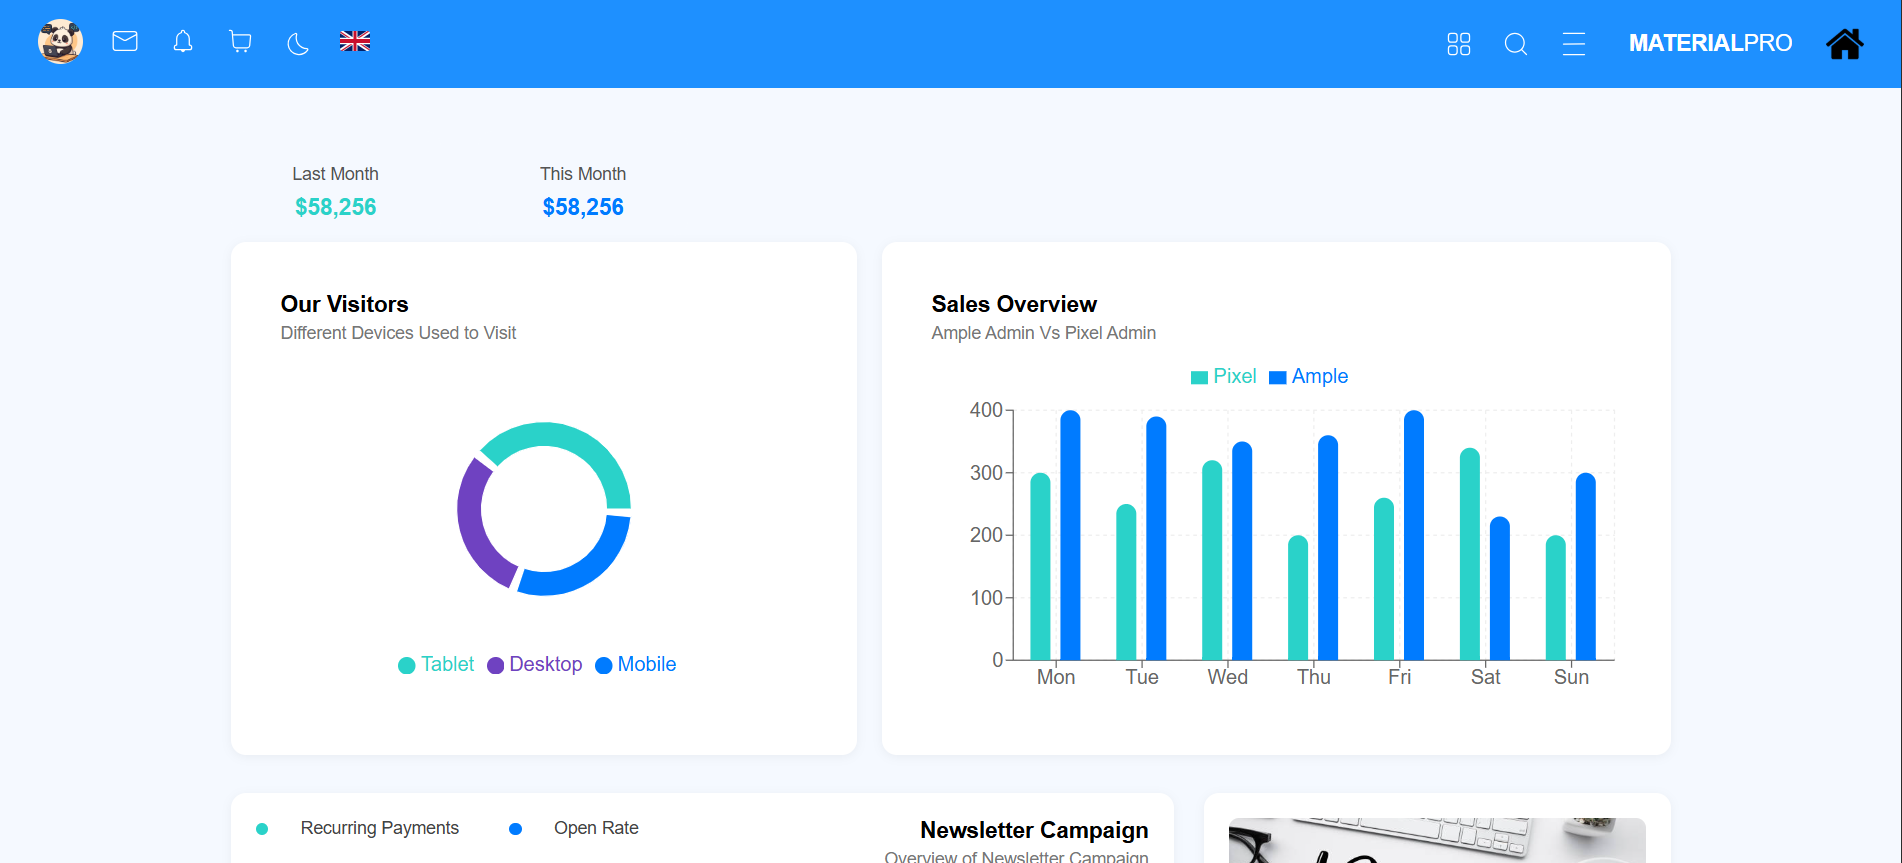 MATERIALPRO
Last Month
This Month
$58,256
$58,256
Our Visitors
Different Devices Used to Visit
Tablet
Desktop
Mobile
Sales Overview
Ample Admin Vs Pixel Admin
Pixel
Ample
400
300
200
100
0
Mon
Tue
Wed
Thu
Fri
Sat
Sun
Recurring Payments
Open Rate
Newsletter Campaign
Overview of Newsletter Campaign